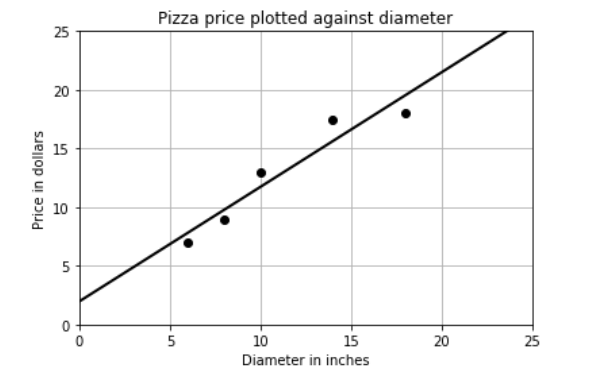 Pizza price plotted against diameter
25
20
15
10
5
0
Price in dollars
0 5 10 15 20 25
Diameter in inches